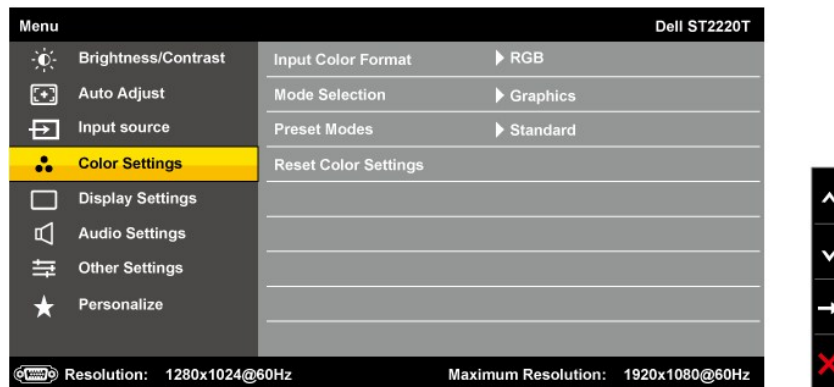 Menu Dell ST2220T
Brightness/Contrast Input Color Format RGB
Auto Adjust Mode Selection Graphics
Input source Preset Modes Standard
Color Settings Reset Color Settings
Display Settings
Audio Settings
Other Settings
Personalize
Resolution: 1280x1024@60Hz Maximum Resolution: 1920x1080@60Hz